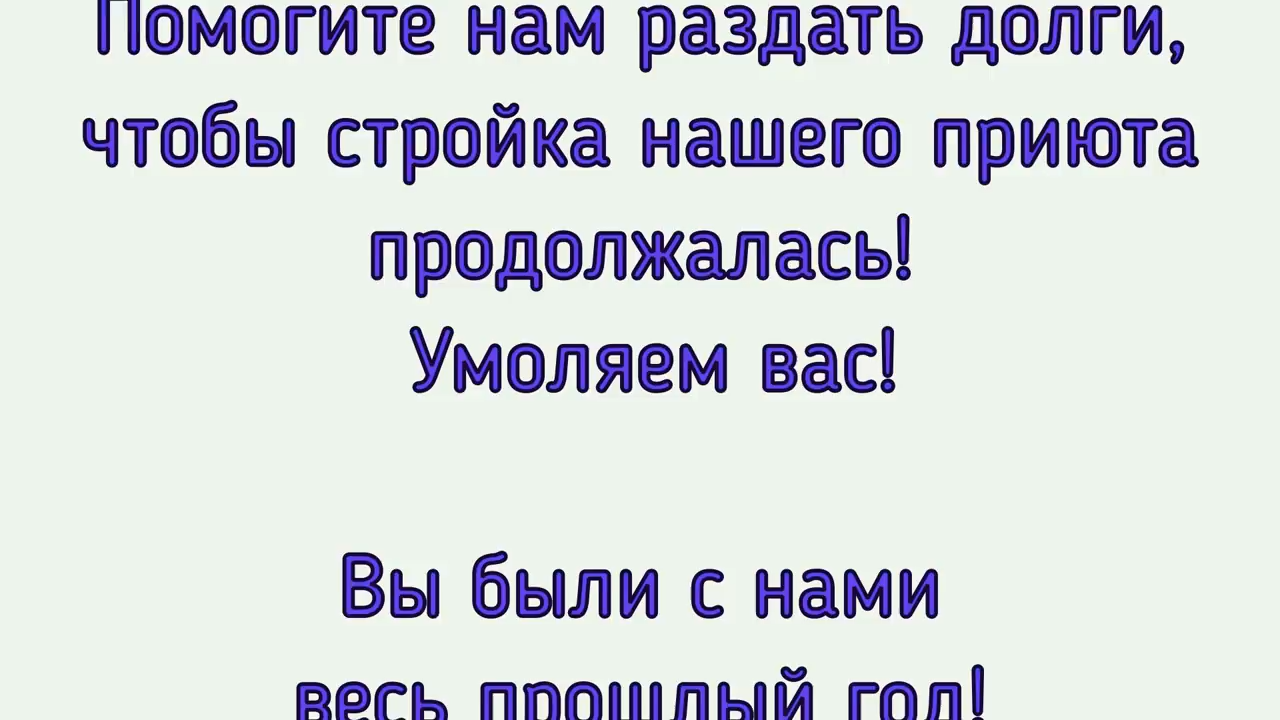 Помогите нам раздать долги,
чтобы стройка нашего приюта
продолжалась!
Умоляем вас!
Вы были с нами
весь прошлый год!